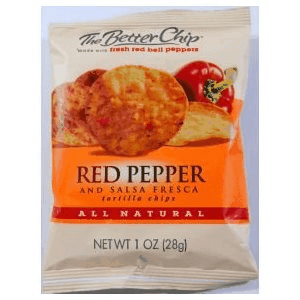 The Better Chip
made with fresh red bell peppers
RED PEPPER
AND SALSA FRESCA
tortilla chips
ALL NATURAL
NET WT 1 OZ (28g)